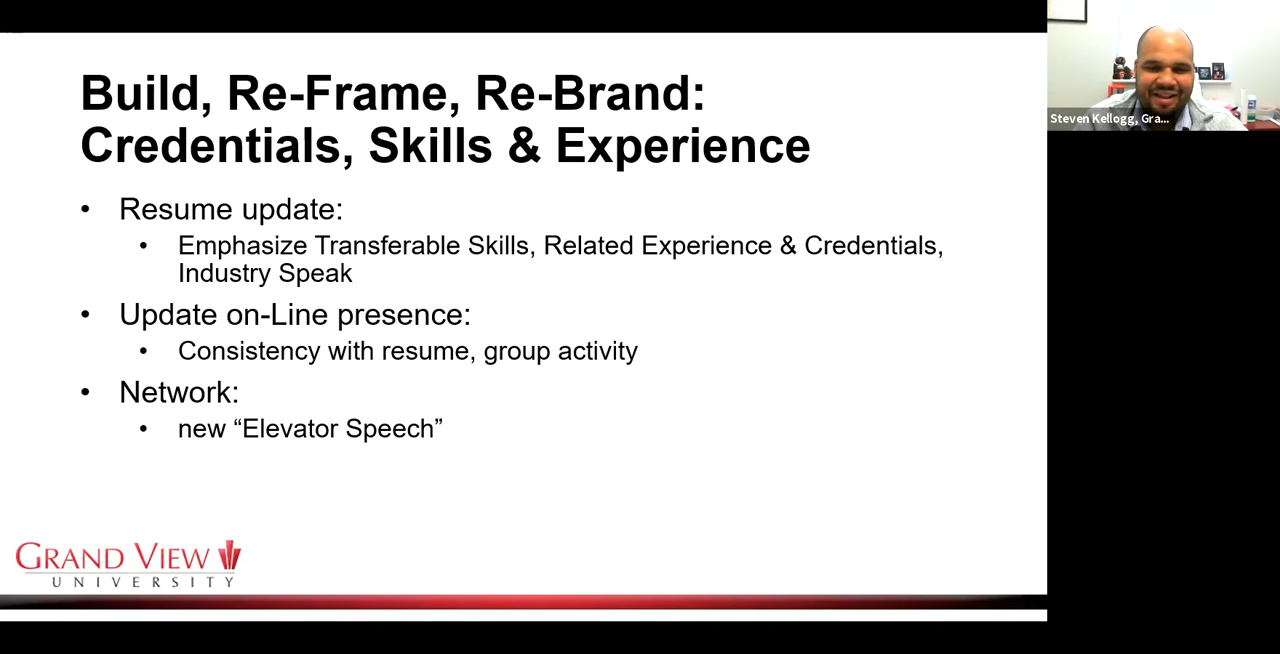 Build, Re-Frame, Re-Brand:
Credentials, Skills & Experience
• Resume update:
• Emphasize Transferable Skills, Related Experience & Credentials,
Industry Speak
• Update on-Line presence:
• Consistency with resume, group activity
• Network:
• new “Elevator Speech”
GRAND VIEW
UNIVERSITY
Steven Kellogg, Gra...